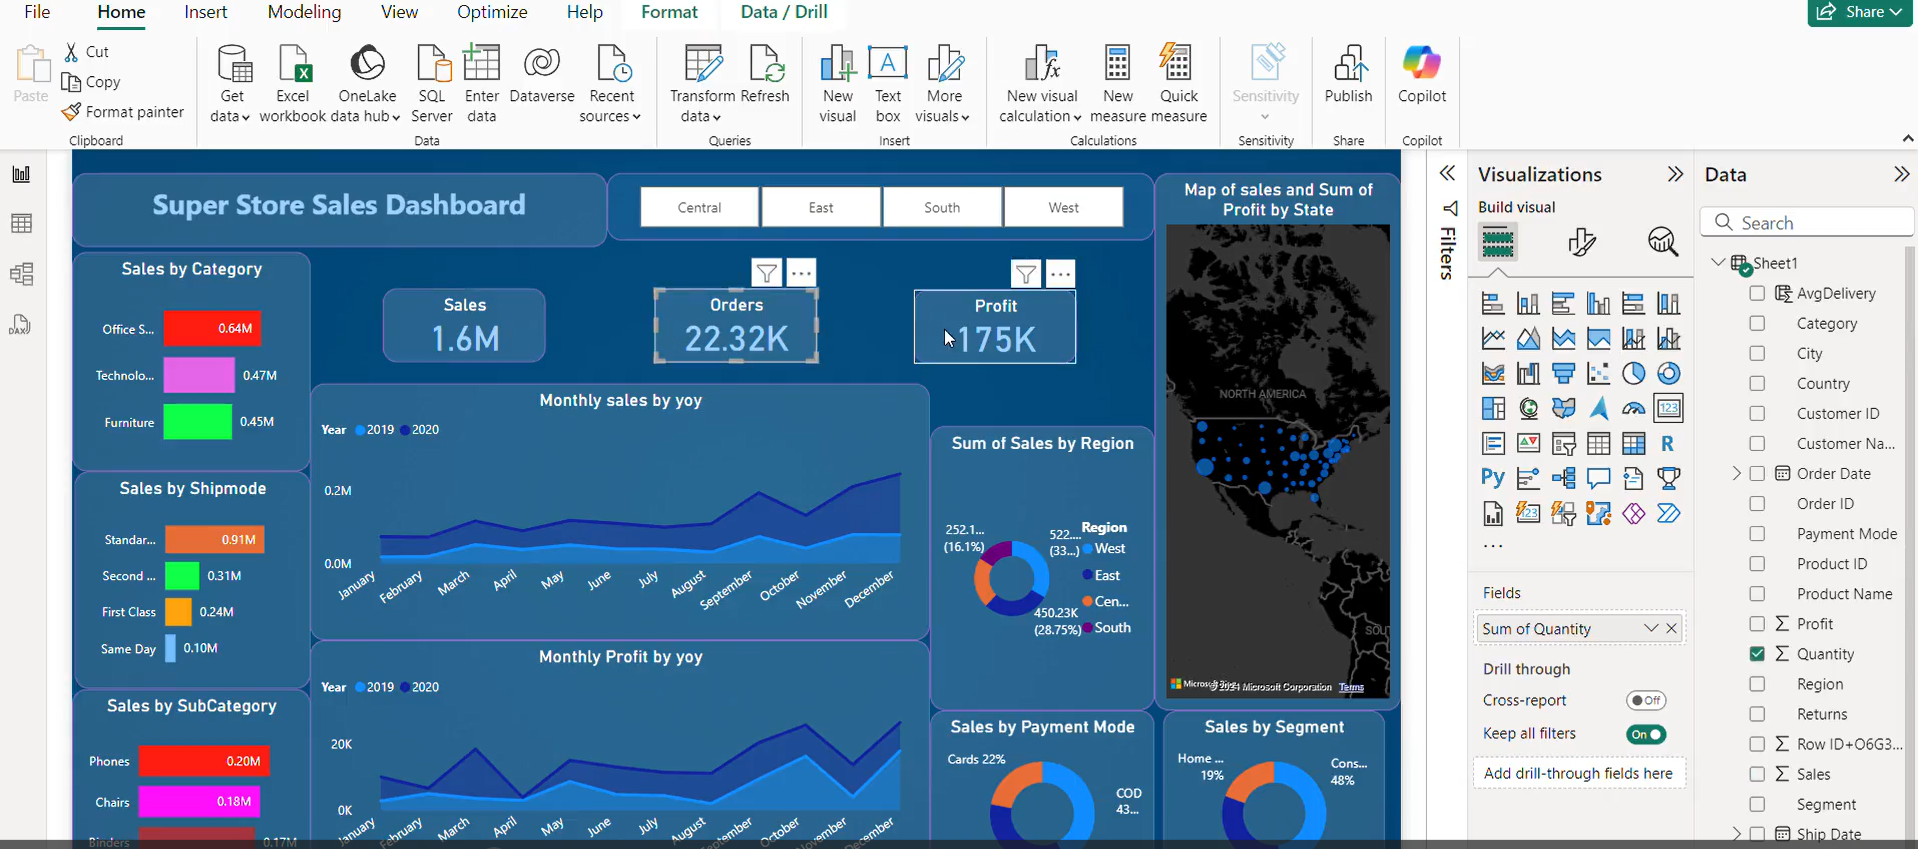 File Home Insert Modeling View Optimize Help Format Data / Drill Share
Paste
Cut
Copy
Format painter
Clipboard
Get data
Excel workbook
OneLake data hub
SQL Server
Enter data
Dataverse
Recent sources
Data
Transform data
Refresh
Queries
New visual
Text box
More visuals
Insert
New visual calculation
New measure
Quick measure
Calculations
Sensitivity
Sensitivity
Publish
Share
Copilot
Copilot
Super Store Sales Dashboard
Central East South West
Sales by Category
Office S... 0.64M
Technolo... 0.47M
Furniture 0.45M
Sales
1.6M
Orders
22.32K
Profit
175K
Monthly sales by yoy
Year 2019 2020
0.2M
0.0M
January February March April May June July August September October November December
Sales by Shipmode
Standar... 0.91M
Second ... 0.31M
First Class 0.24M
Same Day 0.10M
Monthly Profit by yoy
Year 2019 2020
20K
0K
January February March April May June July August September October November December
Sales by SubCategory
Phones 0.20M
Chairs 0.18M
Binders 0.17M
Sum of Sales by Region
252.1...
(16.1%)
522....
(33...)
450.23K
(28.75%)
Region
West
East
Cen...
South
Map of sales and Sum of
Profit by State
NORTH AMERICA
SOU
© 2024 Microsoft Corporation Terms
Sales by Payment Mode
Cards 22%
COD
43...
Sales by Segment
Home ...
19%
Cons...
48%
Filters
Visualizations
Build visual
123
R
Py
123
...
Fields
Sum of Quantity
Drill through
Cross-report Off
Keep all filters On
Add drill-through fields here
Data
Search
Sheet1
AvgDelivery
Category
City
Country
Customer ID
Customer Na...
Order Date
Order ID
Payment Mode
Product ID
Product Name
Profit
Quantity
Region
Returns
Row ID+O6G3...
Sales
Segment
Ship Date
DAX